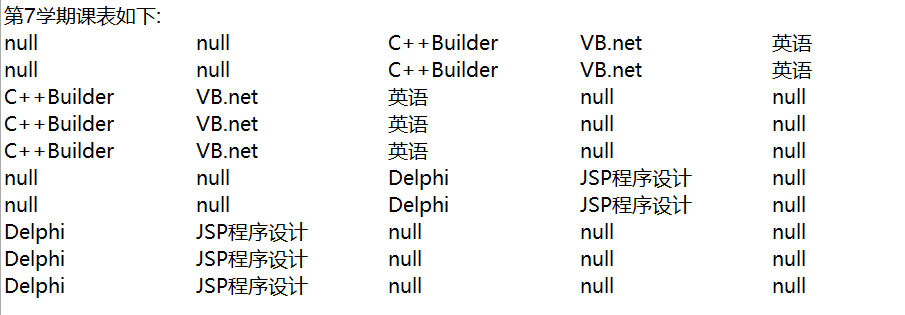 第7学期课表如下:
null null C++Builder VB.net 英语
null null C++Builder VB.net 英语
C++Builder VB.net 英语 null null
C++Builder VB.net 英语 null null
C++Builder VB.net 英语 null null
null null Delphi JSP程序设计 null
null null Delphi JSP程序设计 null
Delphi JSP程序设计 null null null
Delphi JSP程序设计 null null null
Delphi JSP程序设计 null null null